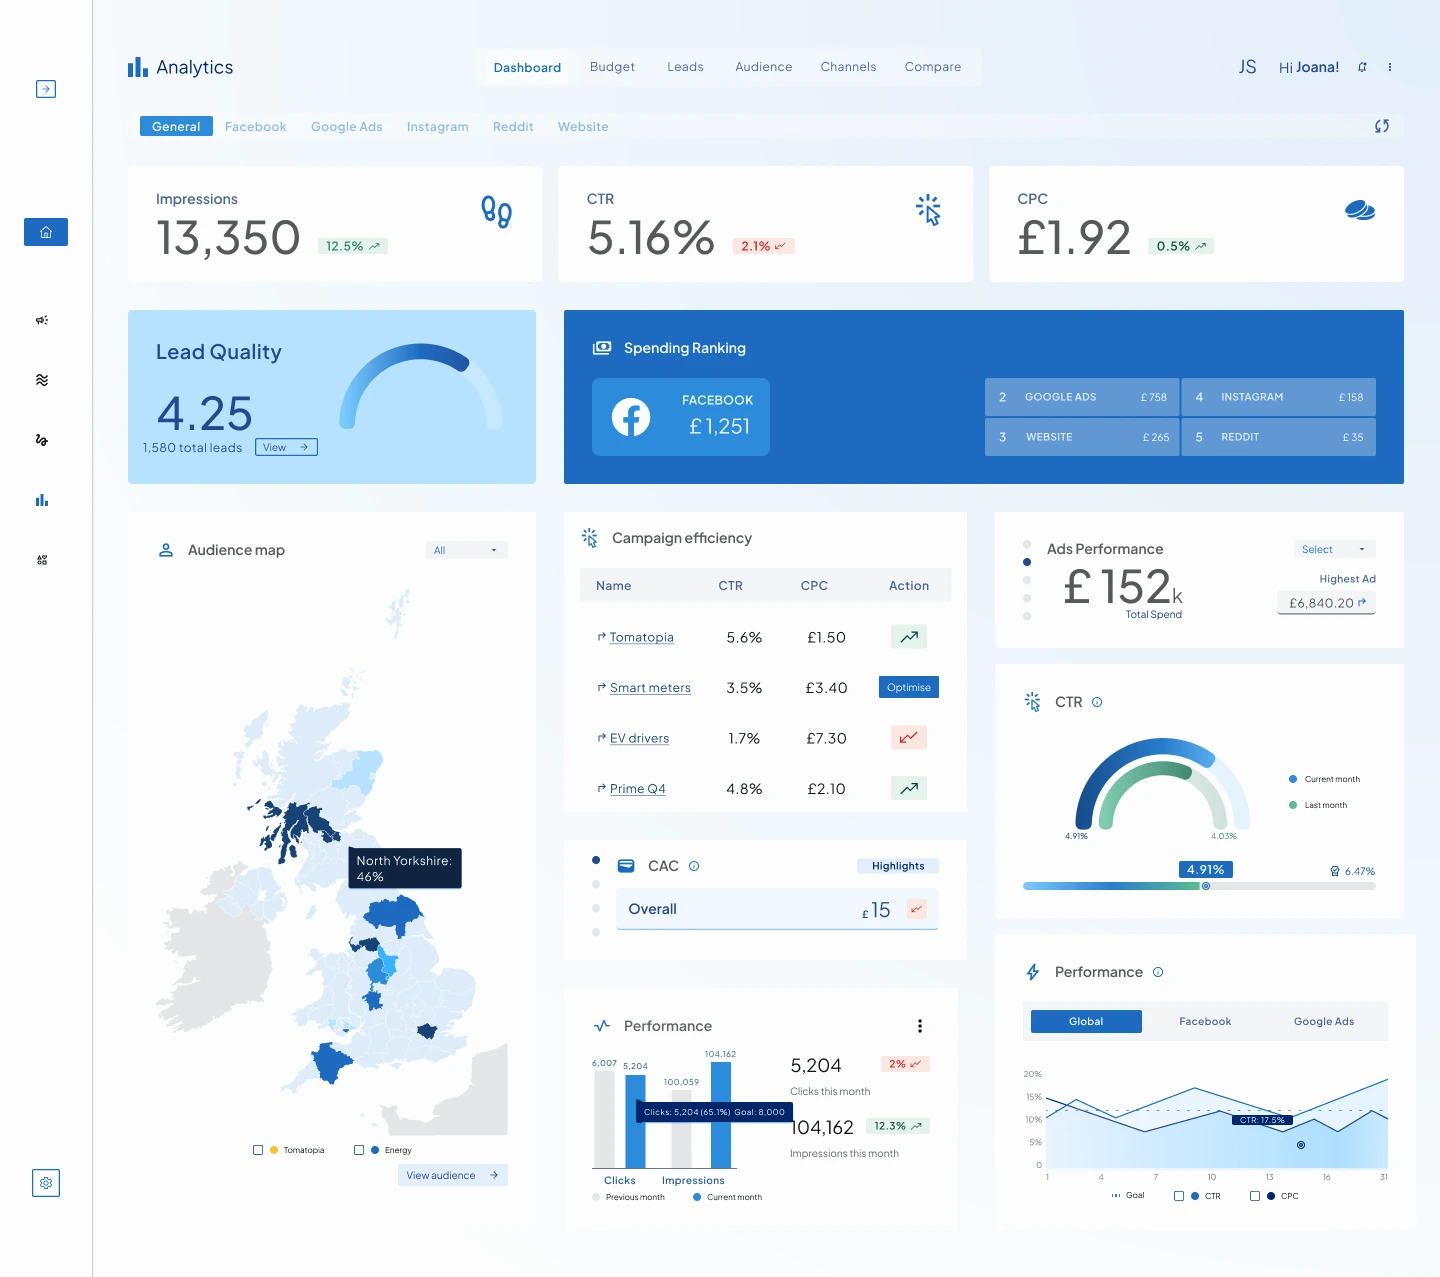 Analytics
Dashboard Budget Leads Audience Channels Compare
JS Hi Joana!
General Facebook Google Ads Instagram Reddit Website
Impressions
13,350 12.5%
CTR
5.16% 2.1%
CPC
£1.92 0.5%
Lead Quality
4.25
1,580 total leads View
Spending Ranking
FACEBOOK
£ 1,251
2 GOOGLE ADS £ 758
4 INSTAGRAM £ 158
3 WEBSITE £ 265
5 REDDIT £ 35
Audience map All
North Yorkshire:
46%
Tomatopia Energy
View audience
Campaign efficiency
Name CTR CPC Action
Tomatopia 5.6% £1.50
Smart meters 3.5% £3.40 Optimise
EV drivers 1.7% £7.30
Prime Q4 4.8% £2.10
CAC Highlights
Overall £ 15
Performance
6,007 5,204 100,059 104,162
Clicks: 5,204 (65.1%) Goal: 8,000
Clicks Impressions
Previous month Current month
5,204 2%
Clicks this month
104,162 12.3%
Impressions this month
Ads Performance Select
£ 152k
Total Spend
Highest Ad
£6,840.20
CTR
Current month
Last month
4.91% 4.03%
4.91% 6.47%
Performance
Global Facebook Google Ads
20%
15%
10%
5%
0
CTR: 17.5%
1 4 7 10 13 16 31
Goal CTR CPC